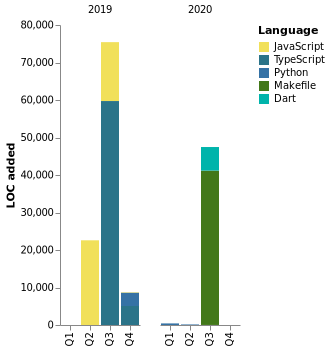 2019 2020
Language
JavaScript
TypeScript
Python
Makefile
Dart
LOC added
80,000
70,000
60,000
50,000
40,000
30,000
20,000
10,000
0
Q1 Q2 Q3 Q4 Q1 Q2 Q3 Q4